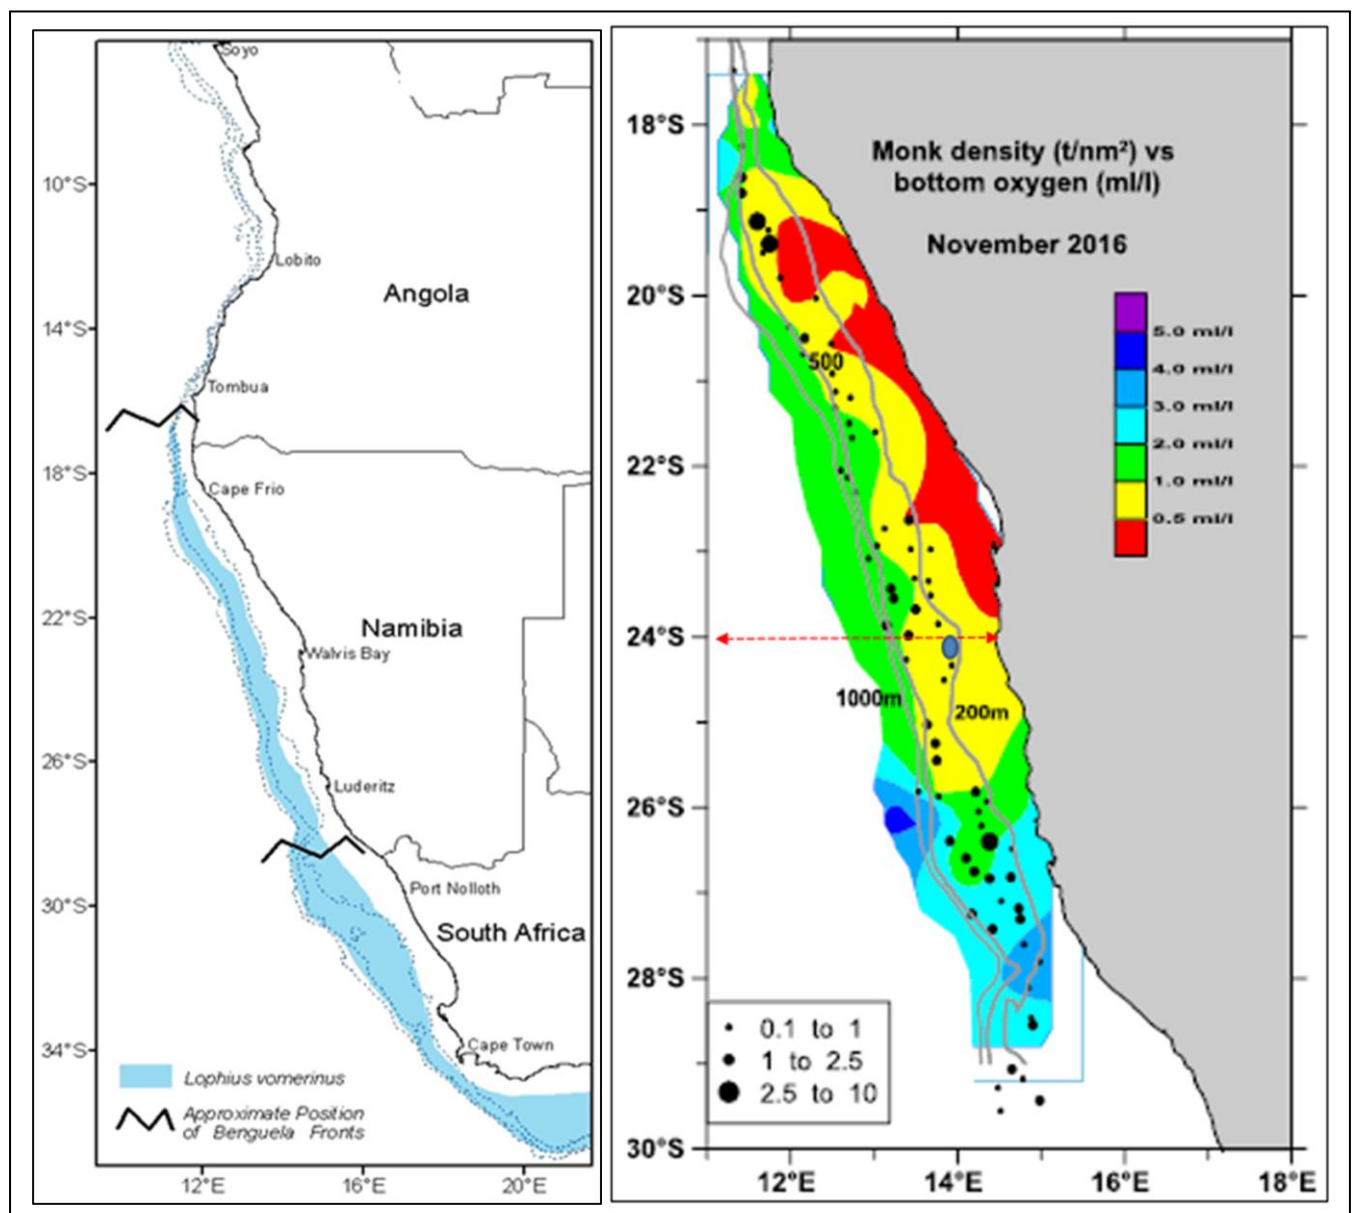 Soyo
10°S
Lobito
Angola
14°S
Tombua
18°S
Cape Frio
22°S
Namibia
Walvis Bay
26°S
Luderitz
Port Nolloth
30°S
South Africa
34°S
Cape Town
Lophius vomerinus
Approximate Position
of Benguela Fronts
12°E
16°E
20°E
18°S
Monk density (t/nm²) vs
bottom oxygen (ml/l)
November 2016
20°S
5.0 ml/l
4.0 ml/l
500
3.0 ml/l
2.0 ml/l
22°S
1.0 ml/l
0.5 ml/l
24°S
1000m
200m
26°S
28°S
0.1 to 1
1 to 2.5
2.5 to 10
30°S
12°E
14°E
16°E
18°E